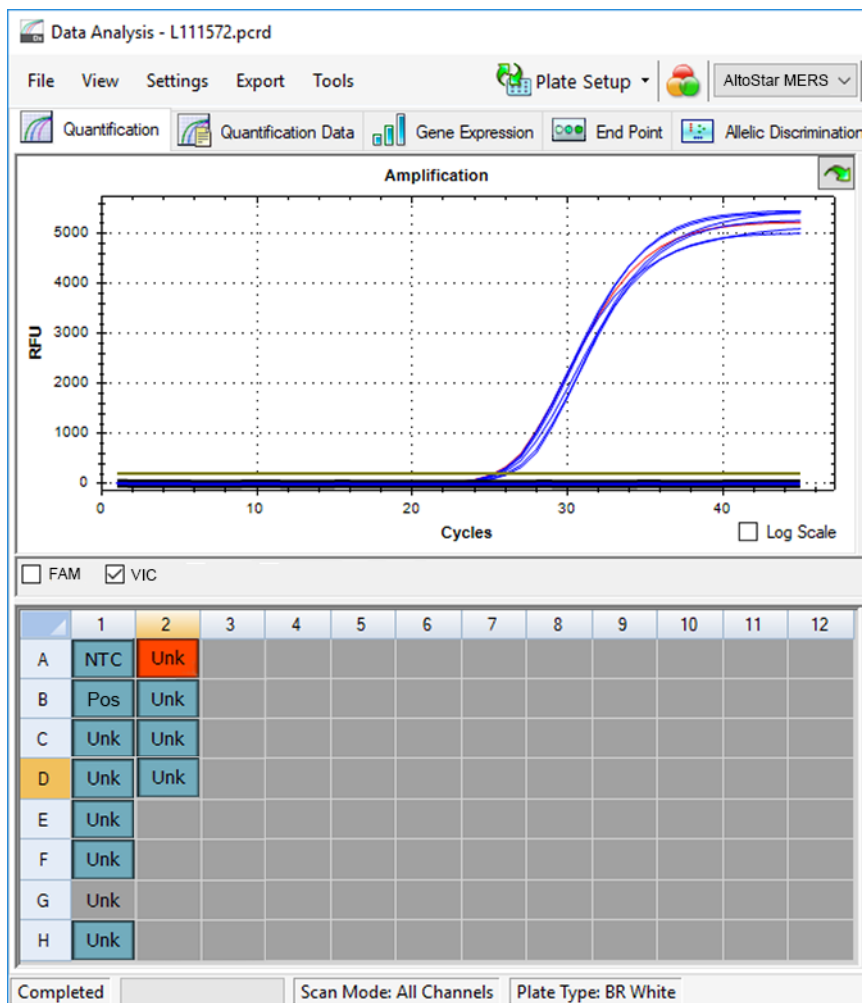 Data Analysis - L111572.pcrd
File View Settings Export Tools Plate Setup AltoStar MERS
Quantification Quantification Data Gene Expression End Point Allelic Discrimination
Amplification
5000
4000
3000
2000
1000
0
RFU
0 10 20 30 40
Cycles
Log Scale
FAM VIC
1 2 3 4 5 6 7 8 9 10 11 12
A NTC Unk
B Pos Unk
C Unk Unk
D Unk Unk
E Unk
F Unk
G Unk
H Unk
Completed Scan Mode: All Channels Plate Type: BR White